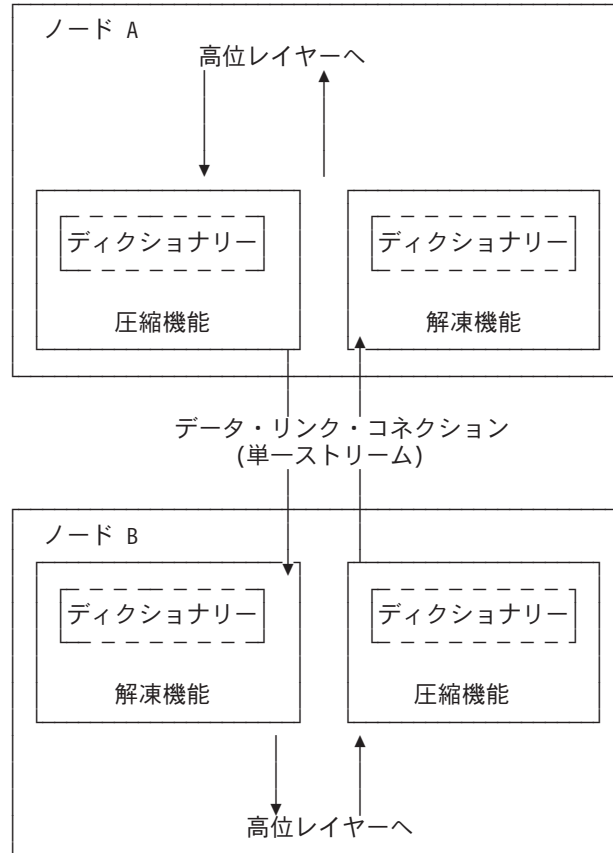 ノード A
高位レイヤーへ
ディクショナリー ディクショナリー
圧縮機能 解凍機能
データ・リンク・コネクション
(単一ストリーム)
ノード B
ディクショナリー ディクショナリー
解凍機能 圧縮機能
高位レイヤーへ